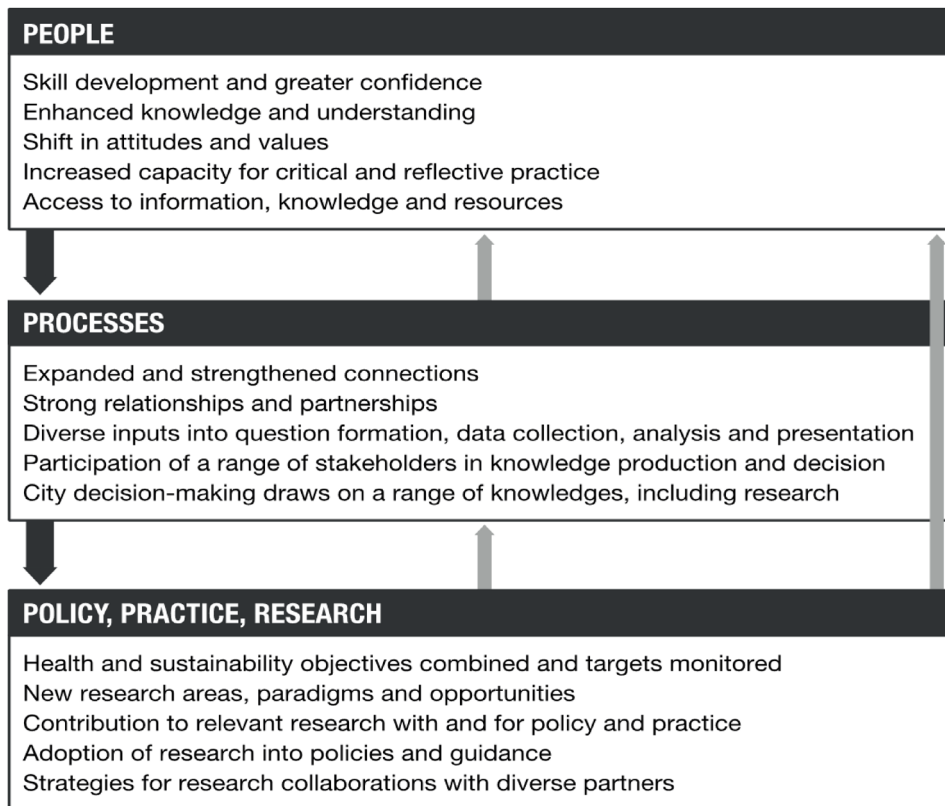 PEOPLE
Skill development and greater confidence
Enhanced knowledge and understanding
Shift in attitudes and values
Increased capacity for critical and reflective practice
Access to information, knowledge and resources
PROCESSES
Expanded and strengthened connections
Strong relationships and partnerships
Diverse inputs into question formation, data collection, analysis and presentation
Participation of a range of stakeholders in knowledge production and decision
City decision-making draws on a range of knowledges, including research
POLICY, PRACTICE, RESEARCH
Health and sustainability objectives combined and targets monitored
New research areas, paradigms and opportunities
Contribution to relevant research with and for policy and practice
Adoption of research into policies and guidance
Strategies for research collaborations with diverse partners